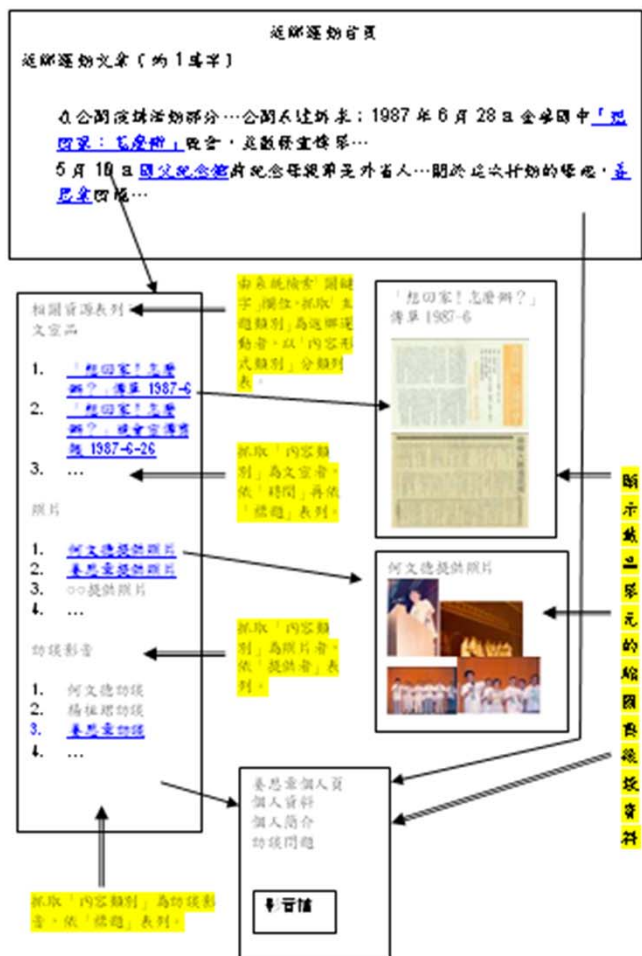 返鄉運動首頁
返鄉運動文案（約1萬字）
在公開演講活動部分…公開表達訴求；1987年6月28日金華國中「想
回家：怎麼辦」晚會，並散發宣傳單…
5月10日國父紀念館前紀念母親節是外省人…關於這次行動的緣起，姜
思章回憶…
相關資源表列：
文宣品
1. 「想回家！怎麼
辦？」傳單 1987-6
2. 「想回家！怎麼
辦？」晚會宣傳
1987-6-26
3. …
照片
1. 何文德提供照片
2. 姜思章提供照片
3. ○○提供照片
4. …
訪談影音
1. 何文德訪談
2. 楊祖珺訪談
3. 姜思章訪談
4. …
由系統檢索「關鍵
字」欄位，抓取「主
題類別」為返鄉運
動者，以「內容形
式類別」分類列
表。
抓取「內容類
別」為文宣者，
依「時間」再依
「標題」表列。
抓取「內容類
別」為照片者，
依「提供者」表
列。
抓取「內容類別」為訪談影
音，依「標題」表列。
「想回家！怎麼辦？」
傳單 1987-6
何文德提供照片
姜思章個人頁
個人資料
個人簡介
訪談問題
影音檔
顯示數位單元的縮圖與後設資料